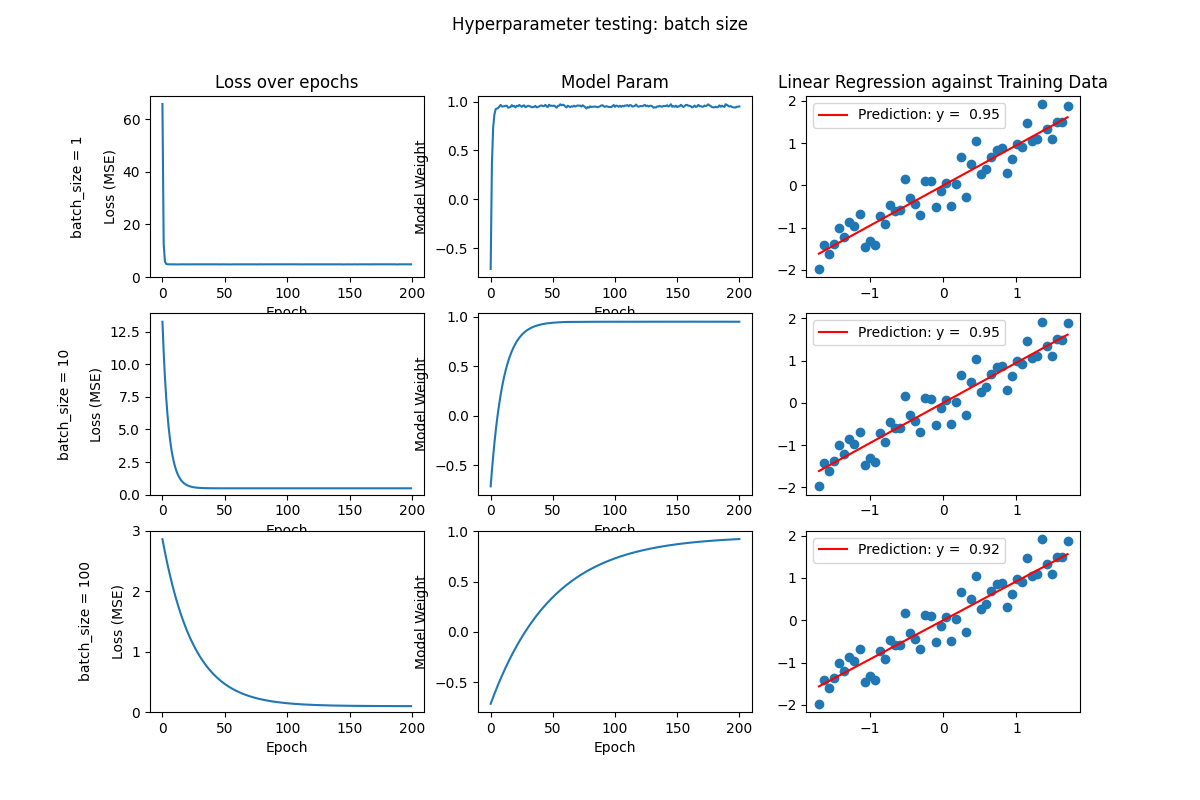 Hyperparameter testing: batch size
Loss over epochs
Model Param
Linear Regression against Training Data
batch_size = 1
Loss (MSE)
60
40
20
0
0 50 100 150 200
Epoch
Model Weight
1.0
0.5
0.0
−0.5
0 50 100 150 200
Prediction: y =  0.95
2
1
0
−1
−2
−1 0 1
batch_size = 10
Loss (MSE)
12.5
10.0
7.5
5.0
2.5
0.0
0 50 100 150 200
Epoch
Model Weight
1.0
0.5
0.0
−0.5
0 50 100 150 200
Epoch
Prediction: y =  0.95
2
1
0
−1
−2
−1 0 1
batch_size = 100
Loss (MSE)
3
2
1
0
0 50 100 150 200
Epoch
Model Weight
1.0
0.5
0.0
−0.5
0 50 100 150 200
Epoch
Prediction: y =  0.92
2
1
0
−1
−2
−1 0 1